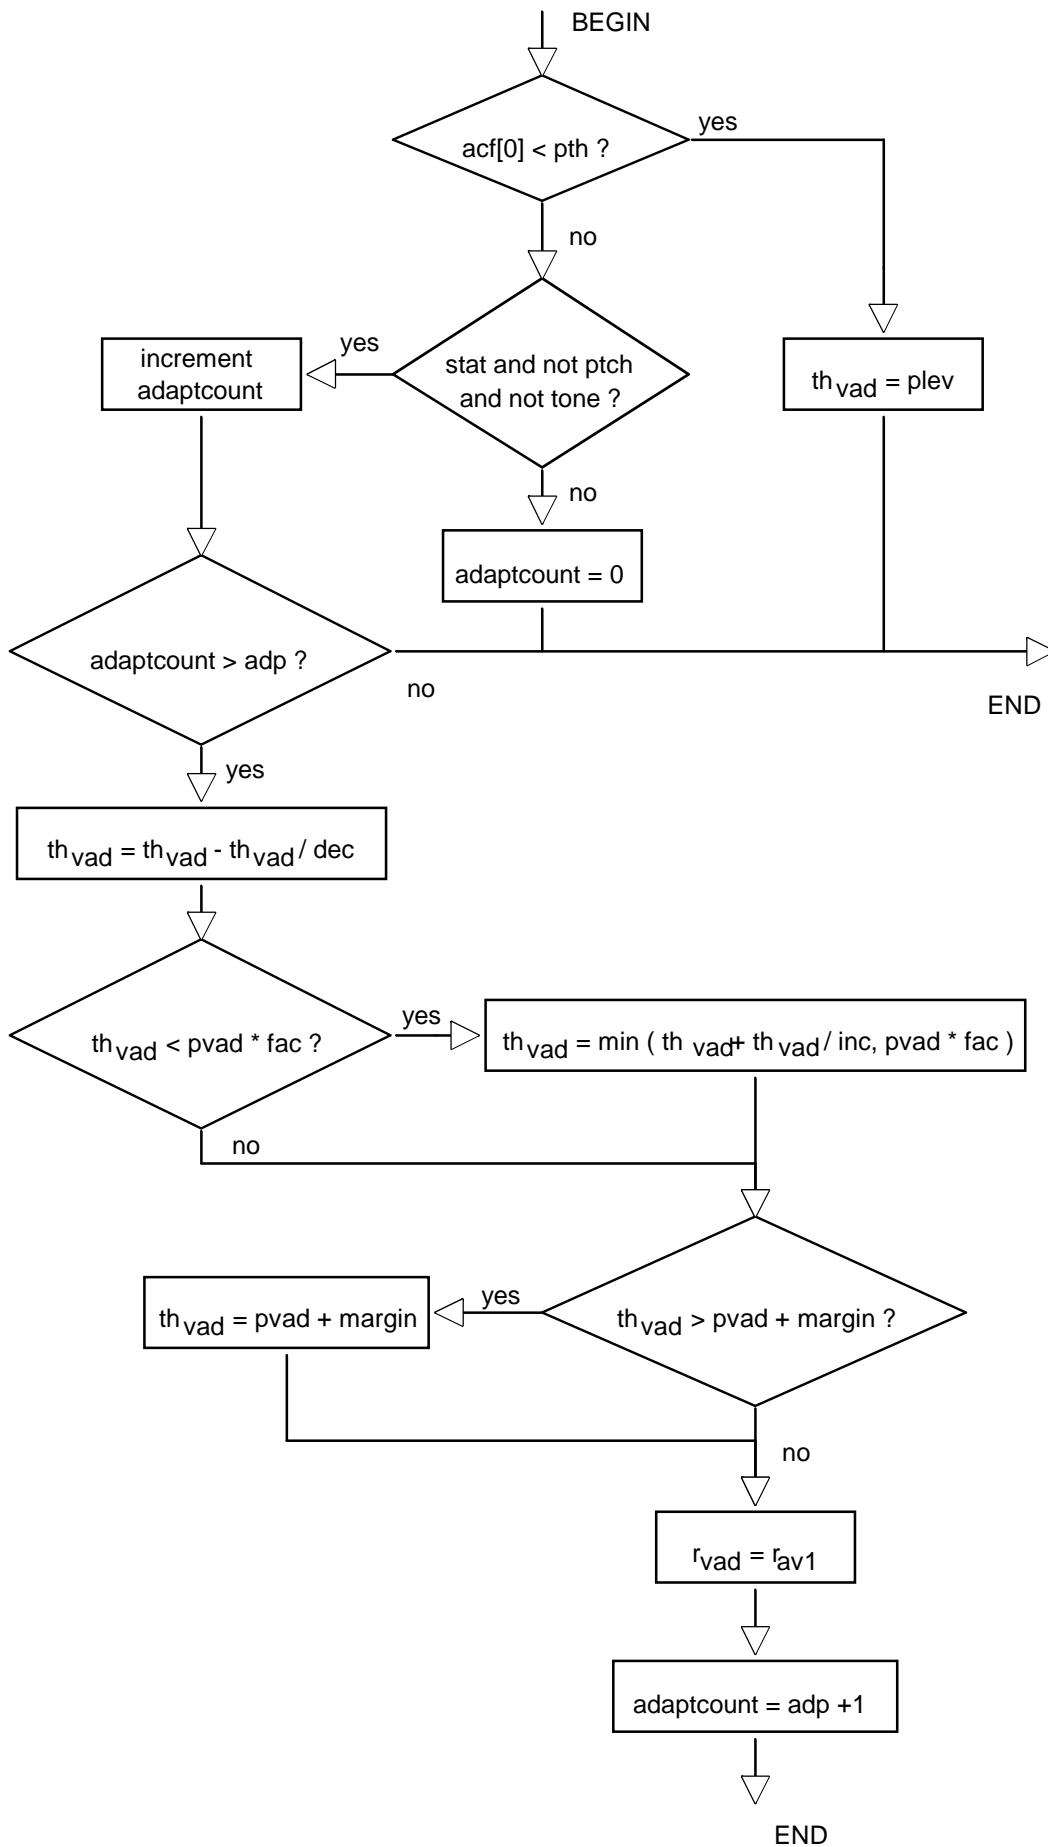 BEGIN
acf[0] < pth ?
yes
no
stat and not ptch
and not tone ?
yes
increment
adaptcount
th vad = plev
no
adaptcount = 0
adaptcount > adp ?
no
END
yes
th vad = th vad - th vad / dec
th vad < pvad * fac ?
yes
th vad = min ( th vad + th vad / inc, pvad * fac )
no
th vad > pvad + margin ?
yes
th vad = pvad + margin
no
r vad = r av1
adaptcount = adp +1
END